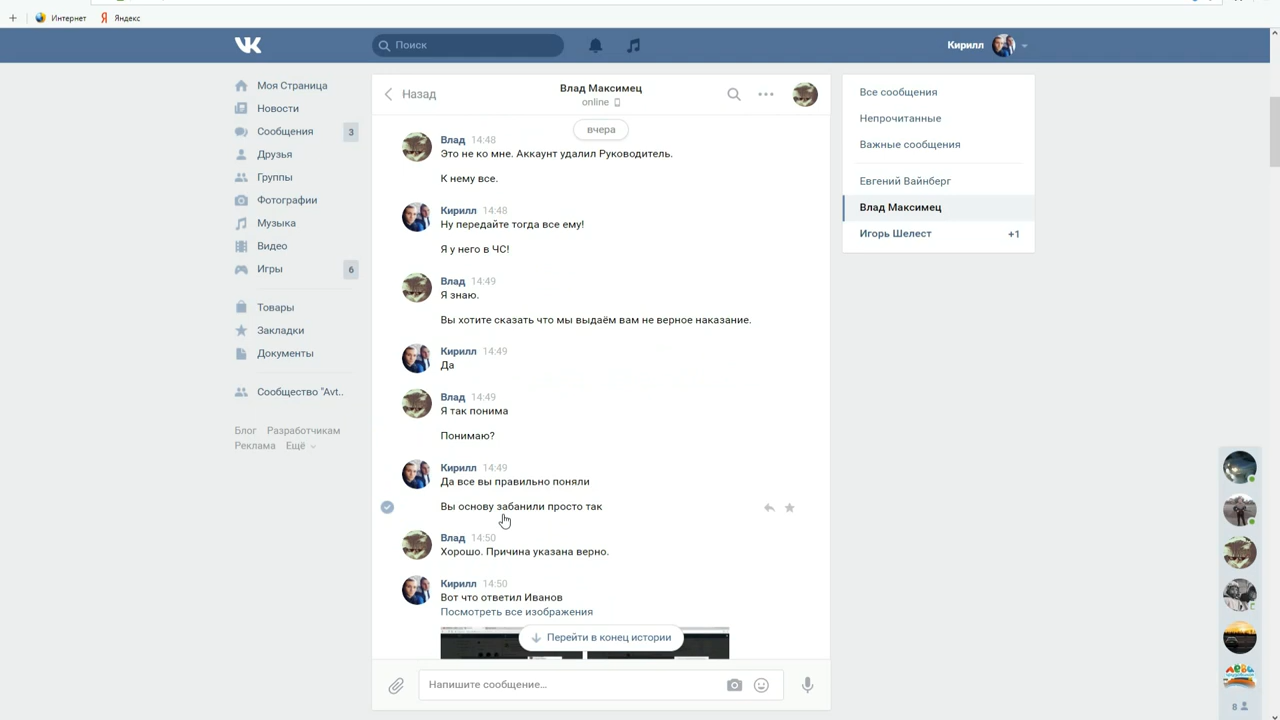 Интернет
Яндекс
Поиск
Кирилл
Моя Страница
Новости
Сообщения 3
Друзья
Группы
Фотографии
Музыка
Видео
Игры 6
Товары
Закладки
Документы
Сообщество "Avt..
Блог Разработчикам
Реклама Ещё
Назад
Влад Максимец
online
вчера
Влад 14:48
Это не ко мне. Аккаунт удалил Руководитель.
К нему все.
Кирилл 14:48
Ну передайте тогда все ему!
Я у него в ЧС!
Влад 14:49
Я знаю.
Вы хотите сказать что мы выдаём вам не верное наказание.
Кирилл 14:49
Да
Влад 14:49
Я так понима
Понимаю?
Кирилл 14:49
Да все вы правильно поняли
Вы основу забанили просто так
Влад 14:50
Хорошо. Причина указана верно.
Кирилл 14:50
Вот что ответил Иванов
Посмотреть все изображения
Перейти в конец истории
Напишите сообщение...
Все сообщения
Непрочитанные
Важные сообщения
Евгений Вайнберг
Влад Максимец
Игорь Шелест +1
8